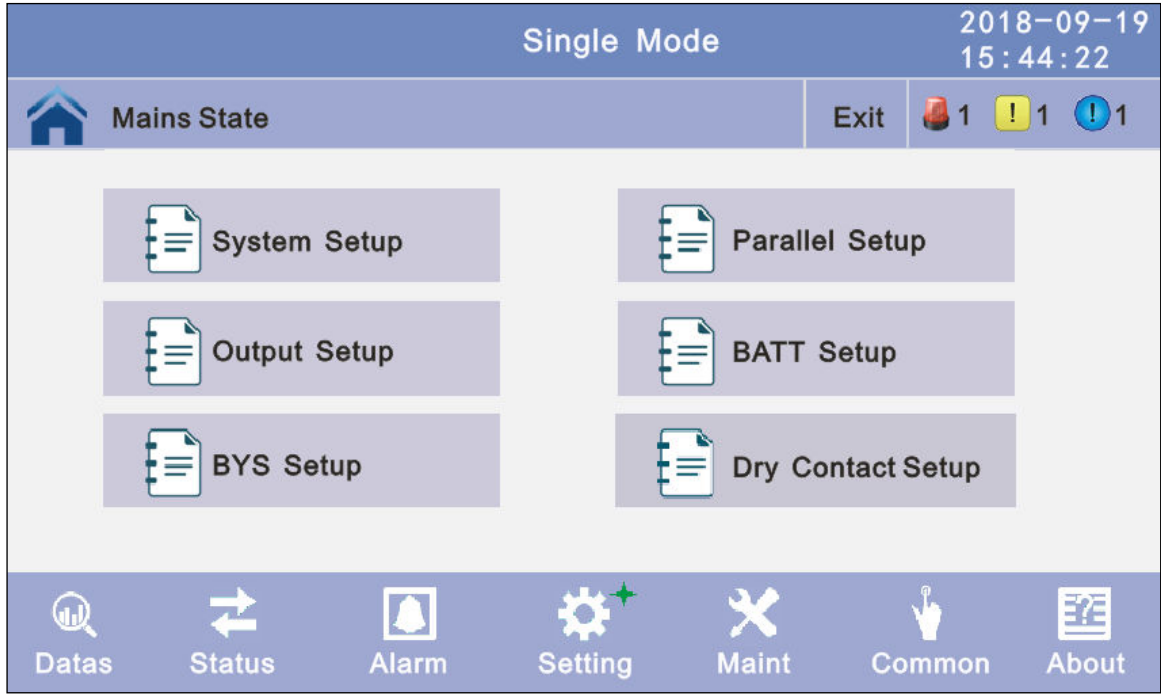 Single Mode
2018-09-19
15:44:22
Mains State
Exit
1
! 1
! 1
System Setup
Parallel Setup
Output Setup
BATT Setup
BYS Setup
Dry Contact Setup
Datas
Status
Alarm
Setting
Maint
Common
?
About